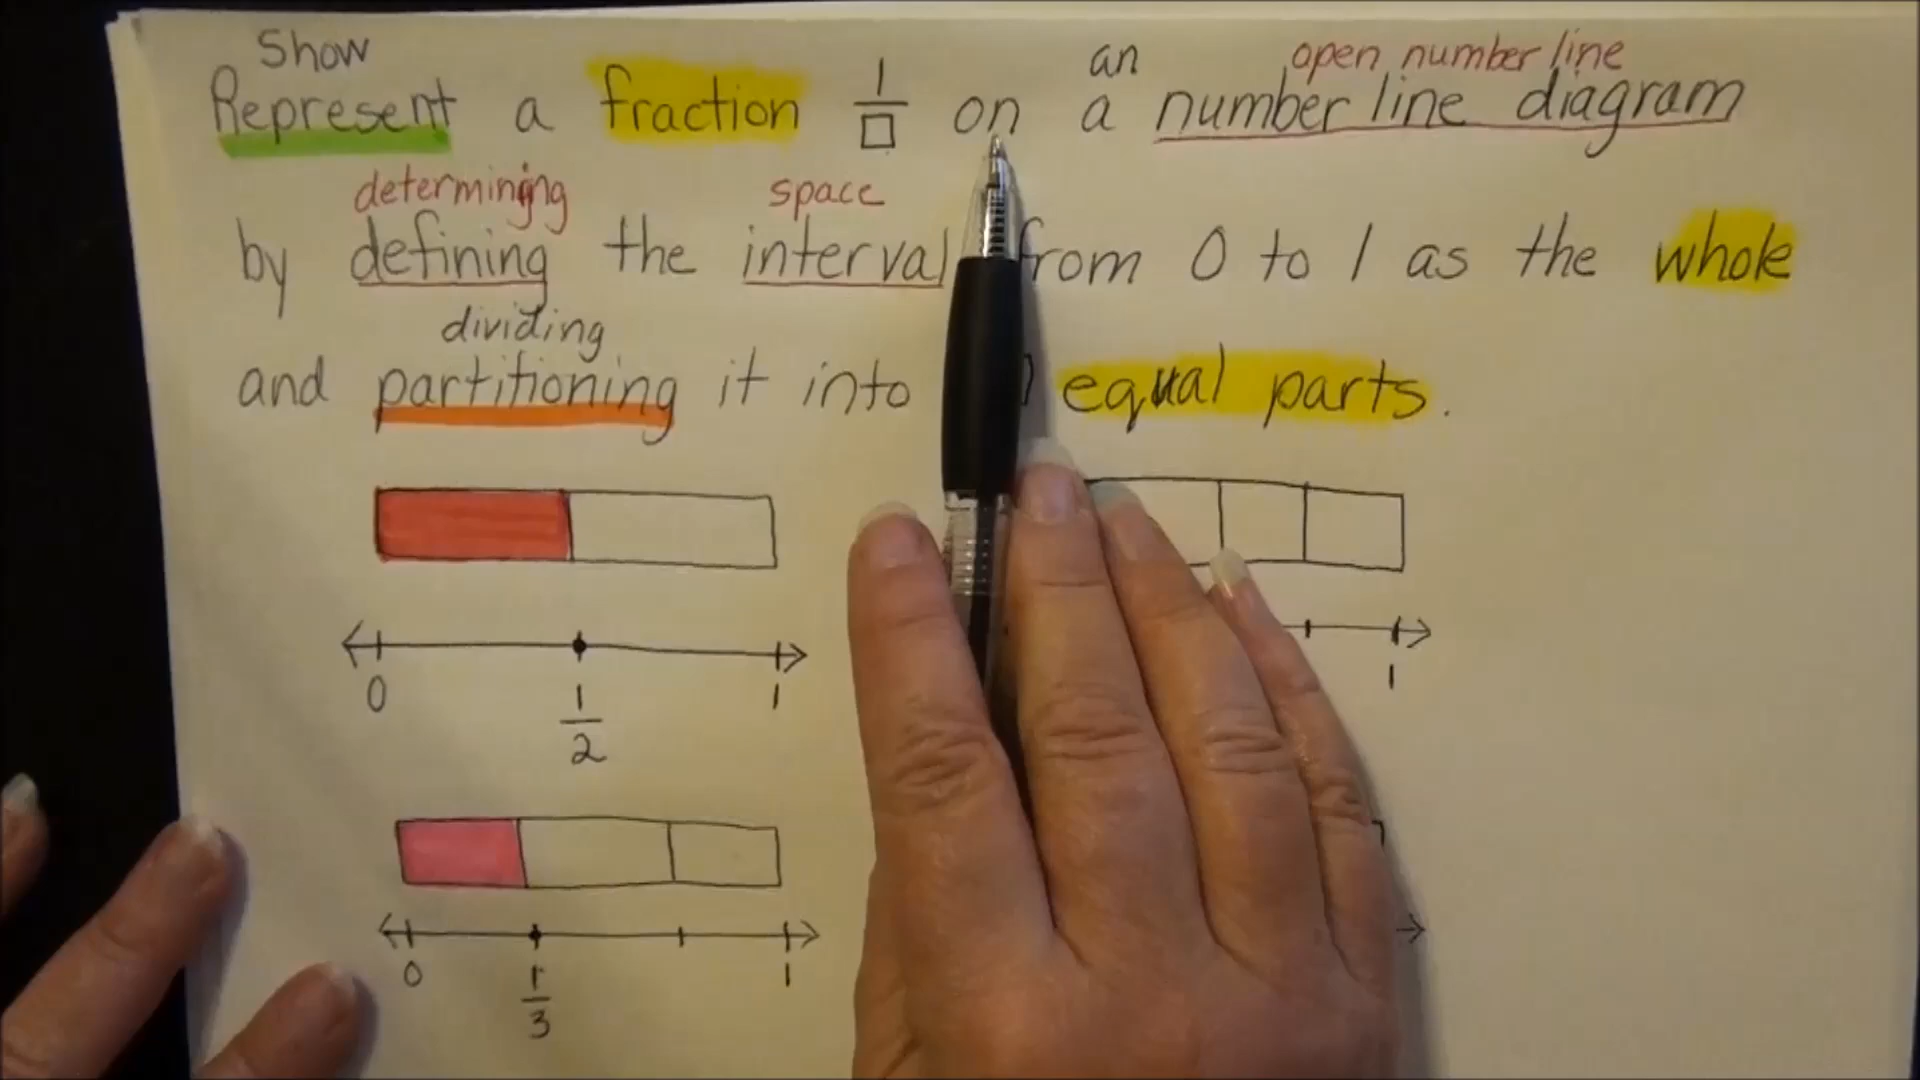 Show an open number line
Represent a fraction 1/□ on a number line diagram
determining space
by defining the interval from 0 to 1 as the whole
dividing
and partitioning it into equal parts.
0 1/2 1
1
0 1/3 1